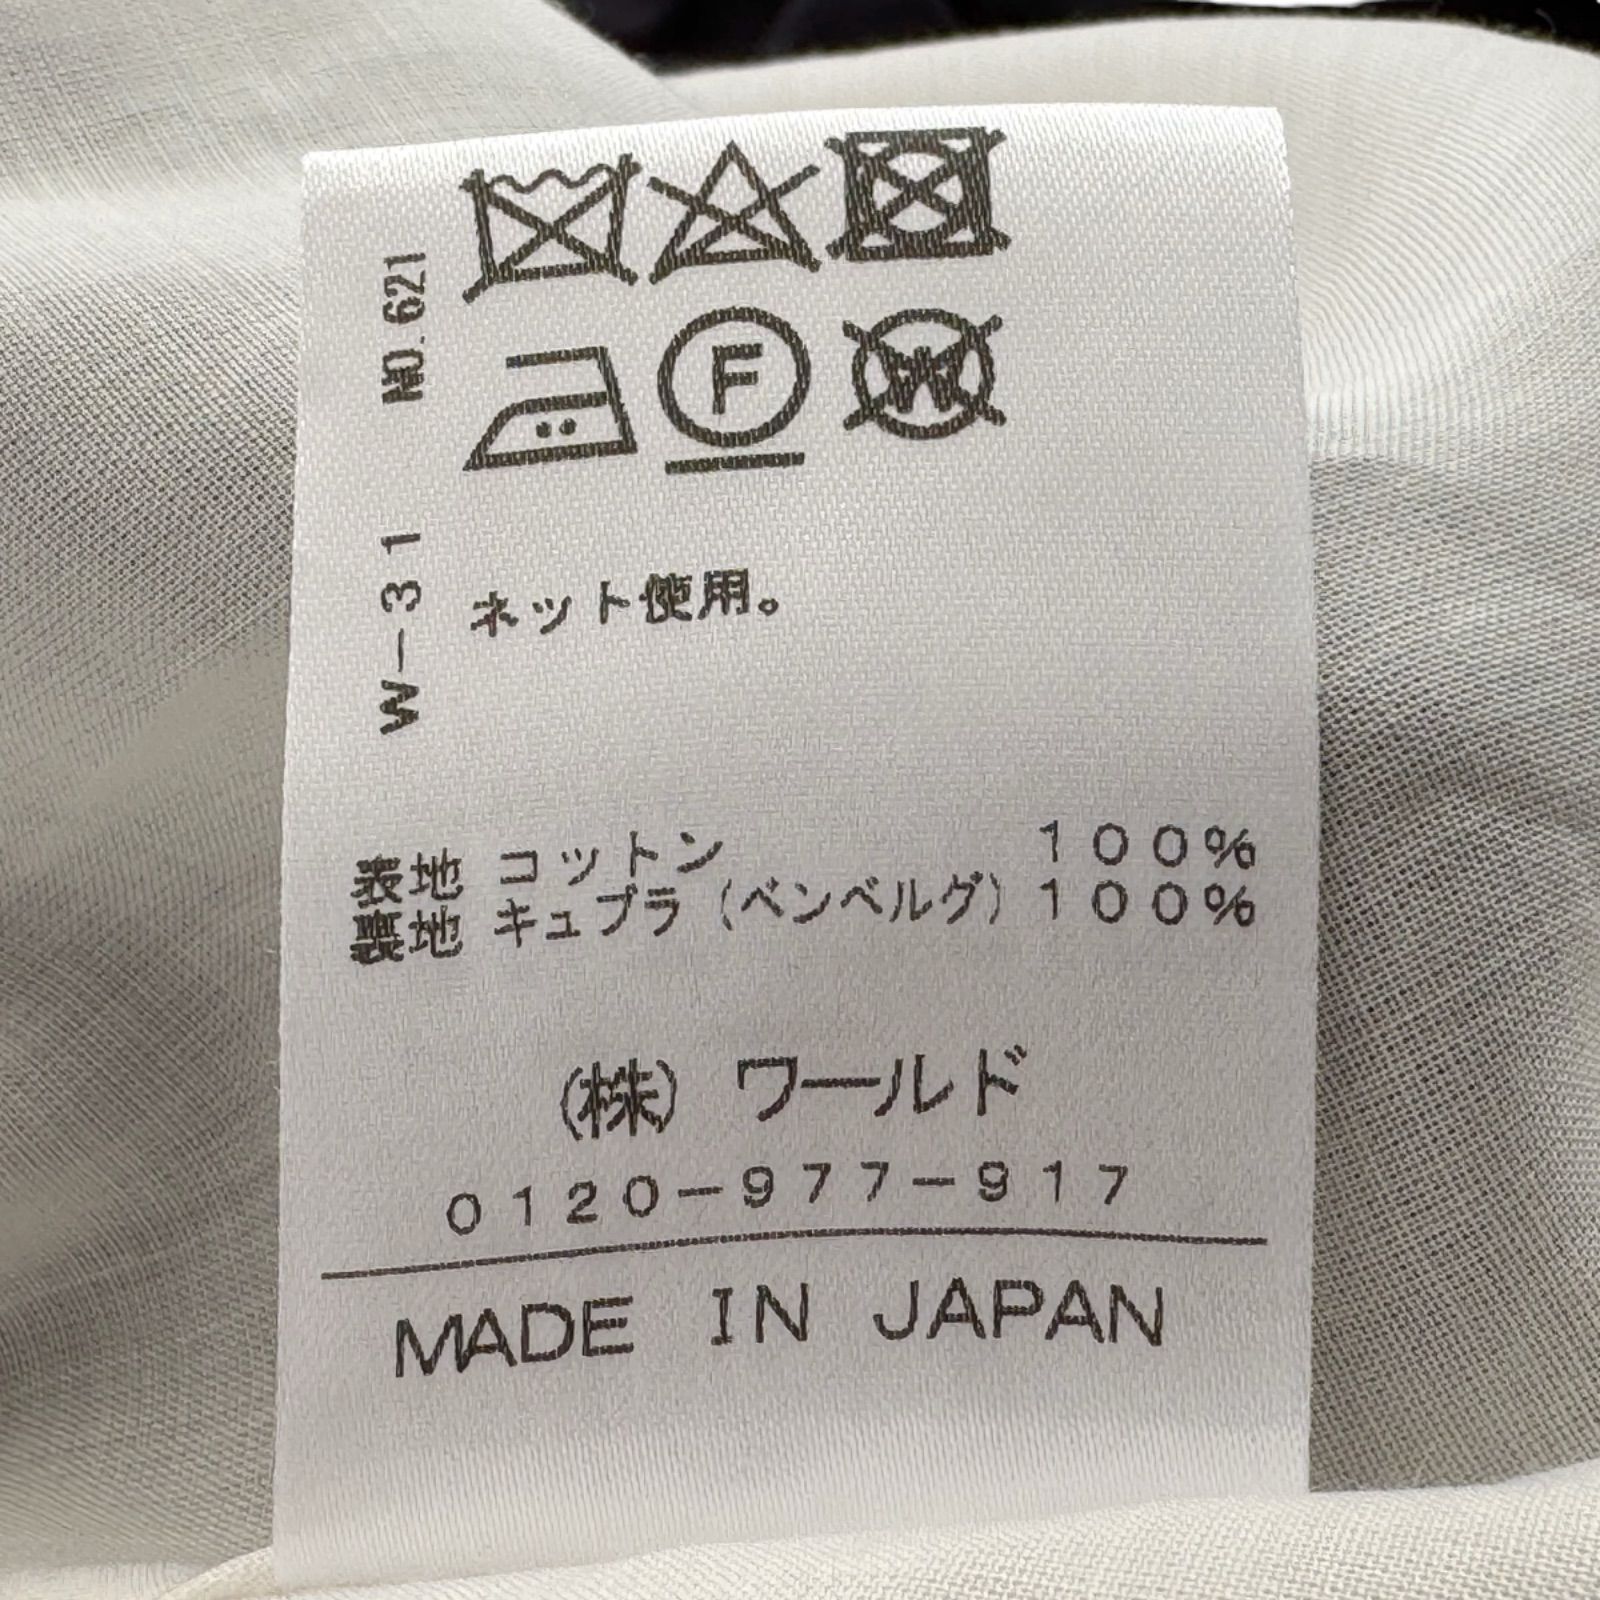 NO.621
W-31
F
W
ネット使用。
表地 コットン 100%
裏地 キュプラ(ベンベルグ) 100%
(株) ワールド
0120-977-917
MADE IN JAPAN